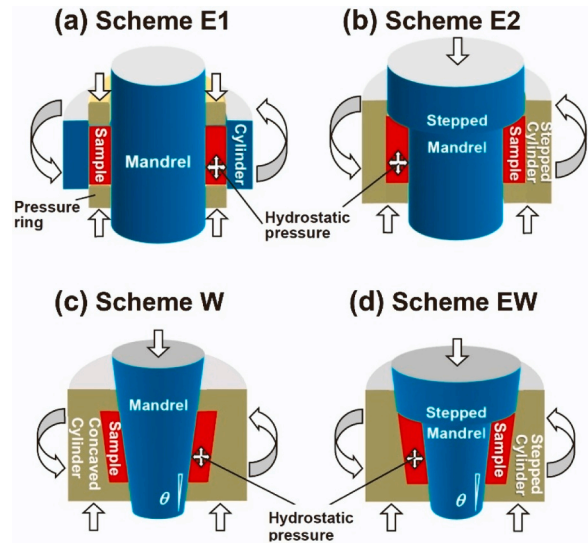 (a) Scheme E1
Sample
Mandrel
Cylinder
Pressure
ring
Hydrostatic
pressure
(b) Scheme E2
Stepped
Mandrel
Sample
Stepped
Cylinder
(c) Scheme W
Mandrel
Concaved
Cylinder
Sample
θ
Hydrostatic
pressure
(d) Scheme EW
Stepped
Mandrel
Sample
Stepped
Cylinder
θ